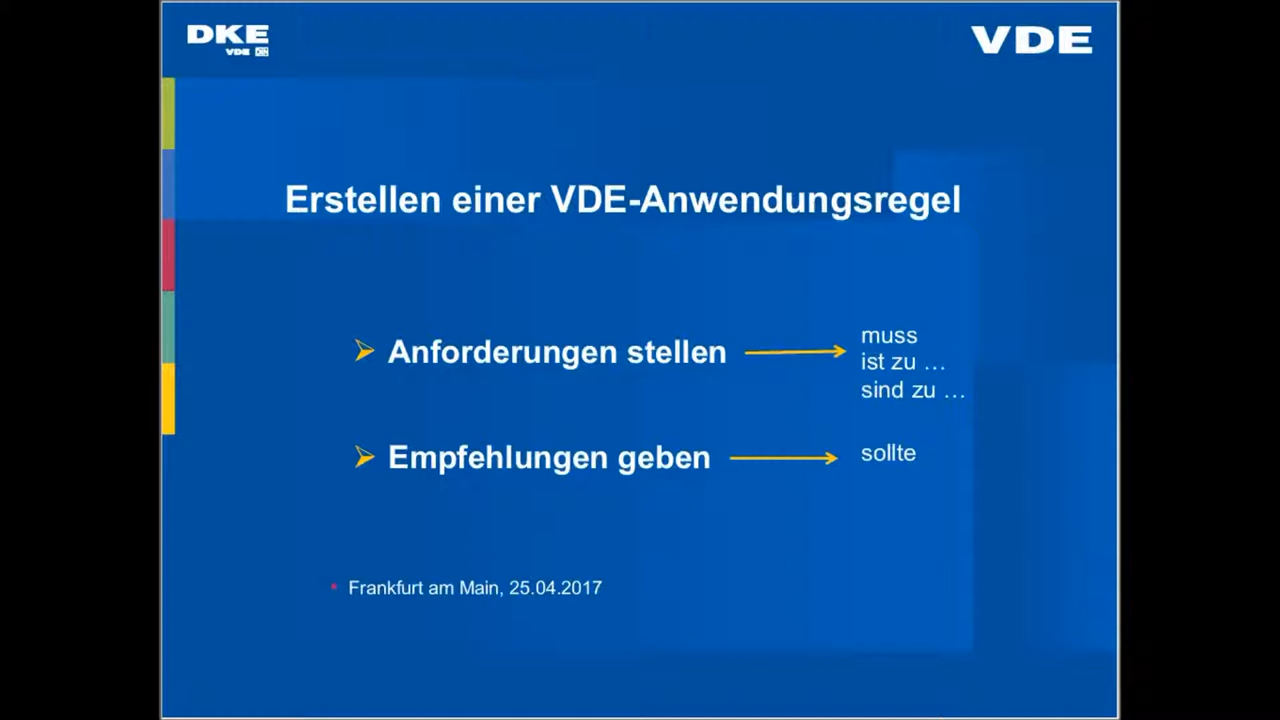 DKE
VDE DIN
VDE
Erstellen einer VDE-Anwendungsregel
Anforderungen stellen
muss
ist zu …
sind zu …
Empfehlungen geben
sollte
Frankfurt am Main, 25.04.2017